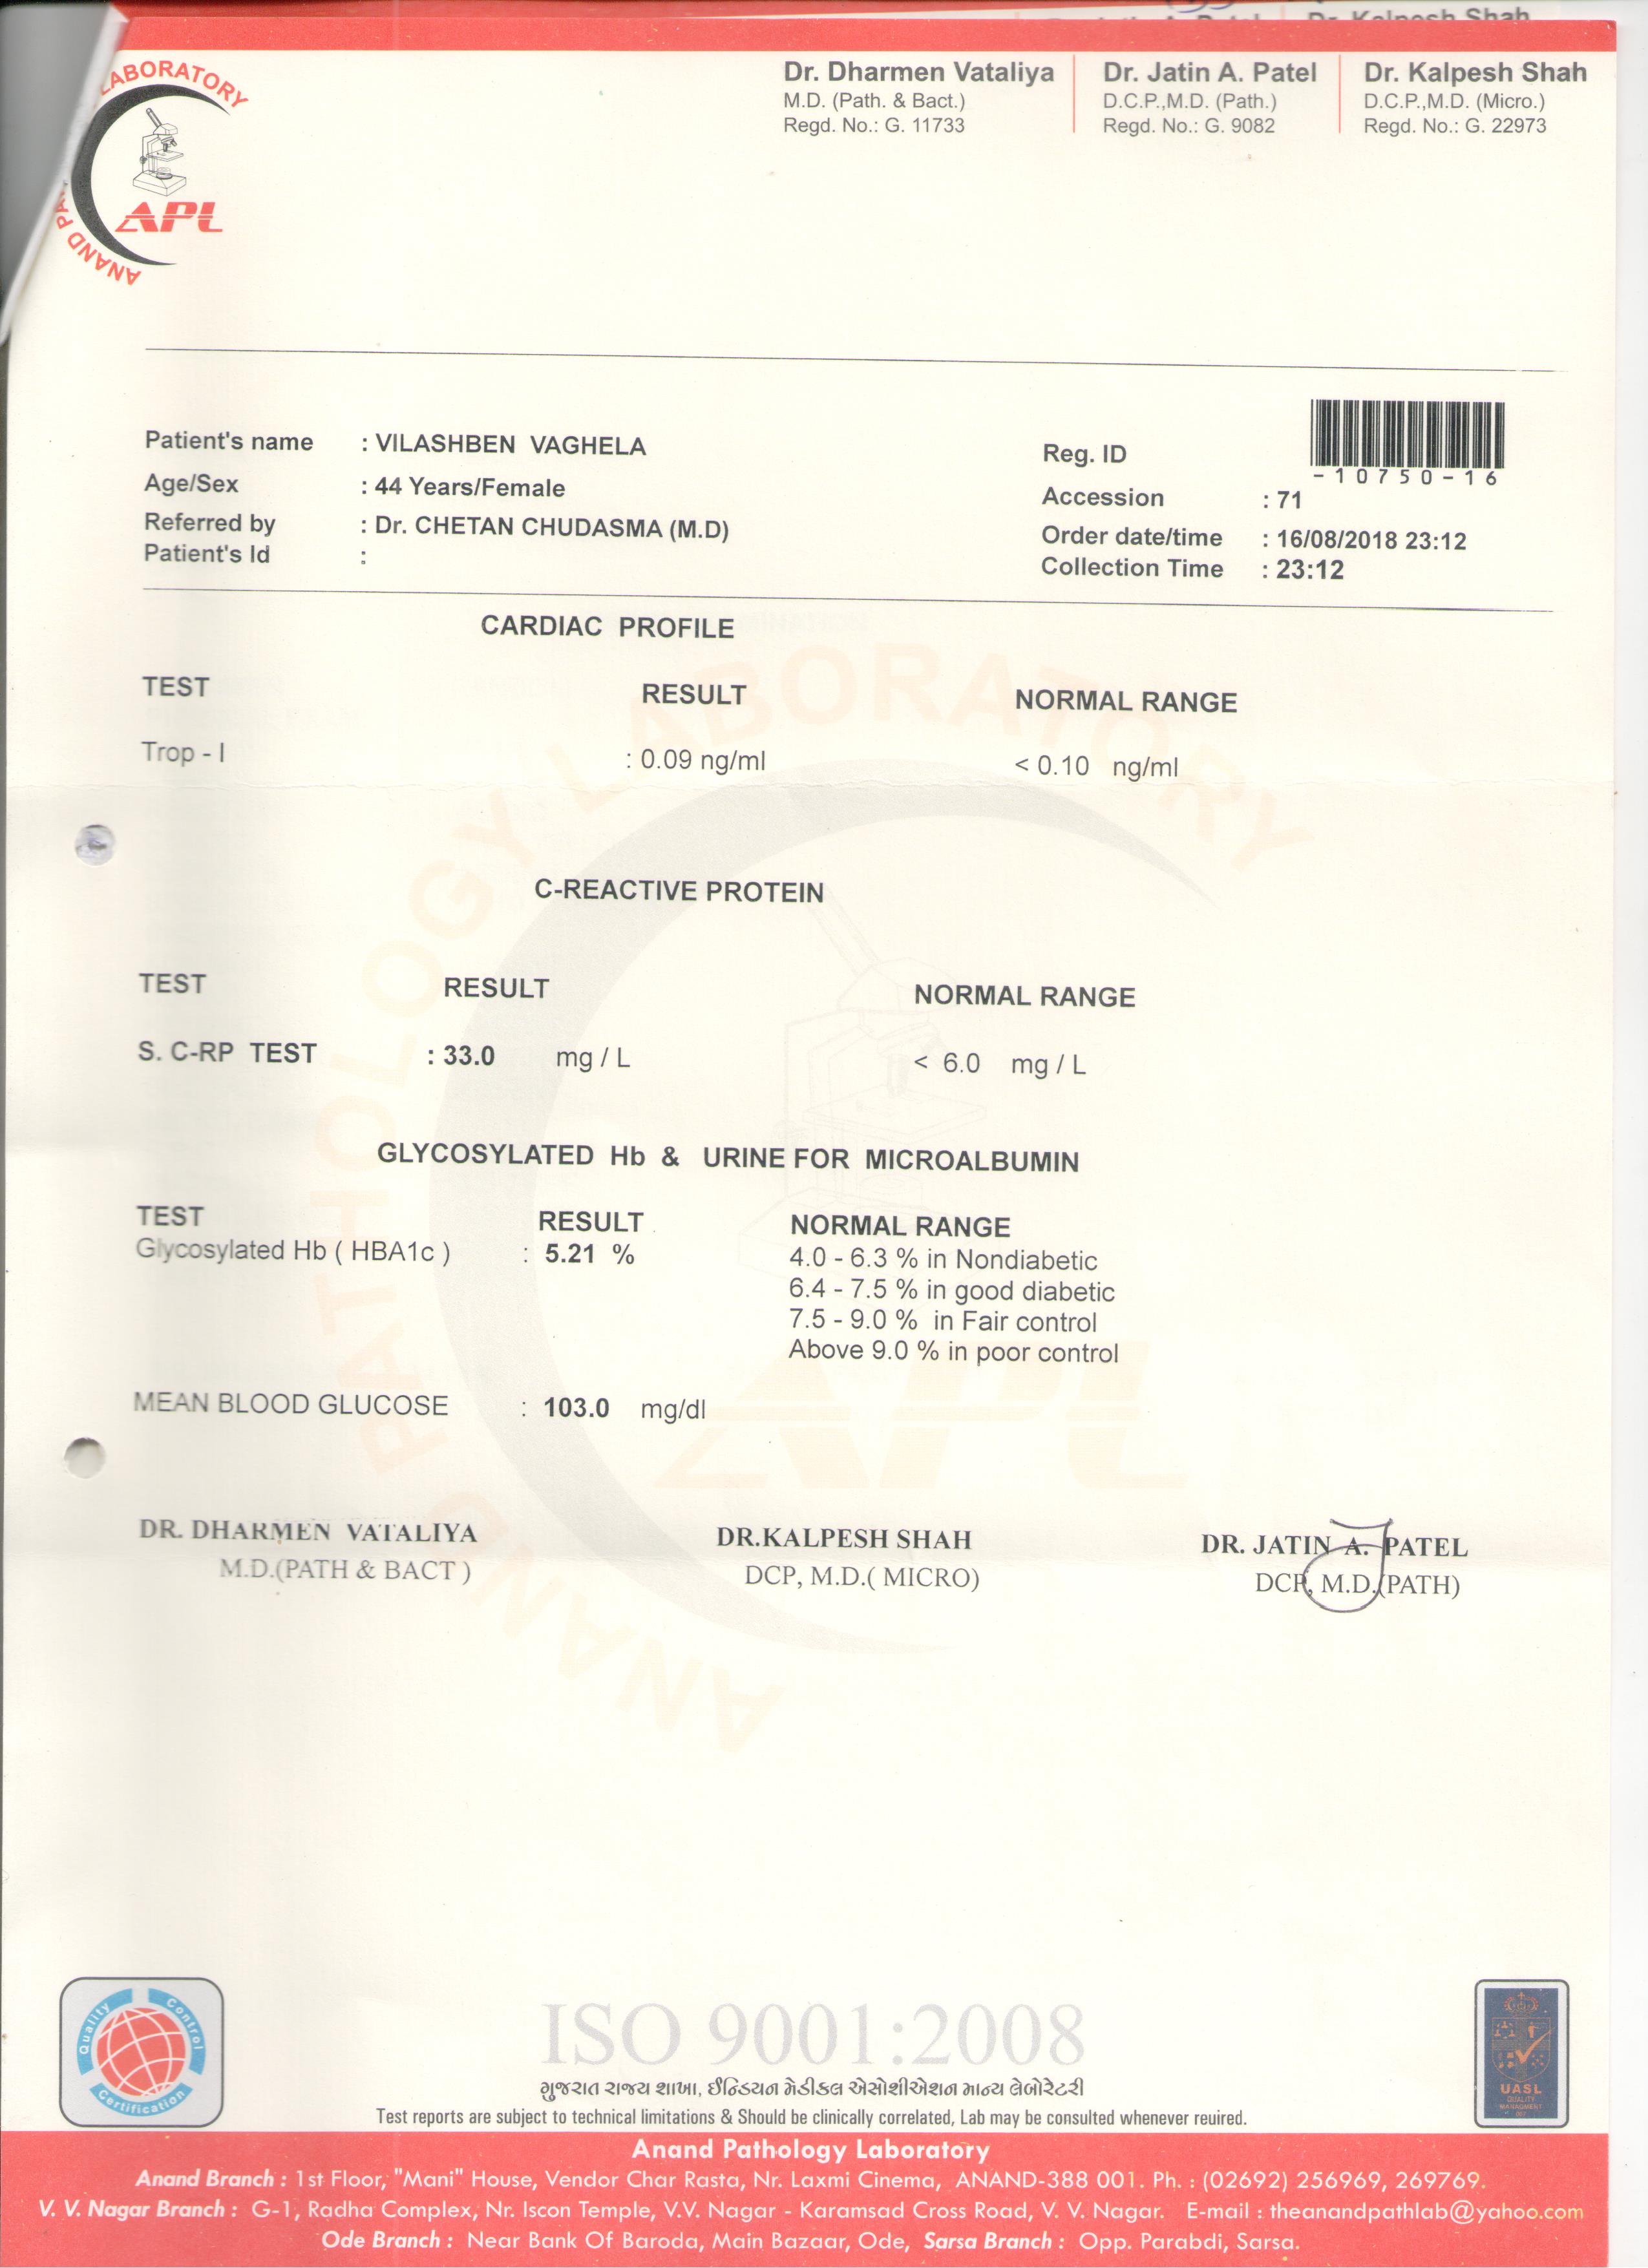 Dr. Kalpesh Shah
Dr. Dharmen Vataliya
M.D. (Path. & Bact.)
Regd. No.: G. 11733
Dr. Jatin A. Patel
D.C.P.,M.D. (Path.)
Regd. No.: G. 9082
Dr. Kalpesh Shah
D.C.P.,M.D. (Micro.)
Regd. No.: G. 22973
ANAND PA ABORATORY
APL
Patient's name : VILASHBEN VAGHELA
Age/Sex : 44 Years/Female
Referred by : Dr. CHETAN CHUDASMA (M.D)
Patient's Id :
Reg. ID
-10750-16
Accession : 71
Order date/time : 16/08/2018 23:12
Collection Time : 23:12
CARDIAC PROFILE
TEST RESULT NORMAL RANGE
Trop - I : 0.09 ng/ml < 0.10 ng/ml
C-REACTIVE PROTEIN
TEST RESULT NORMAL RANGE
S. C-RP TEST : 33.0 mg / L < 6.0 mg / L
GLYCOSYLATED Hb & URINE FOR MICROALBUMIN
TEST RESULT NORMAL RANGE
Glycosylated Hb ( HBA1c ) : 5.21 % 4.0 - 6.3 % in Nondiabetic
6.4 - 7.5 % in good diabetic
7.5 - 9.0 % in Fair control
Above 9.0 % in poor control
MEAN BLOOD GLUCOSE : 103.0 mg/dl
ANAND PATHOLOGY LABORATORY
APL
DR. DHARMEN VATALIYA
M.D.(PATH & BACT )
DR.KALPESH SHAH
DCP, M.D.( MICRO)
DR. JATIN A. PATEL
DCP, M.D.(PATH)
Quality Control Certification
ISO 9001:2008
ગુજરાત રાજ્ય શાખા, ઈન્ડિયન મેડીકલ એસોશીએશન માન્ય લેબોરેટરી
Test reports are subject to technical limitations & Should be clinically correlated, Lab may be consulted whenever reuired.
UASL
QUALITY
MANAGMENT
Anand Pathology Laboratory
Anand Branch : 1st Floor, "Mani" House, Vendor Char Rasta, Nr. Laxmi Cinema, ANAND-388 001. Ph. : (02692) 256969, 269769.
V. V. Nagar Branch : G-1, Radha Complex, Nr. Iscon Temple, V.V. Nagar - Karamsad Cross Road, V. V. Nagar. E-mail : theanandpathlab@yahoo.com
Ode Branch : Near Bank Of Baroda, Main Bazaar, Ode, Sarsa Branch : Opp. Parabdi, Sarsa.